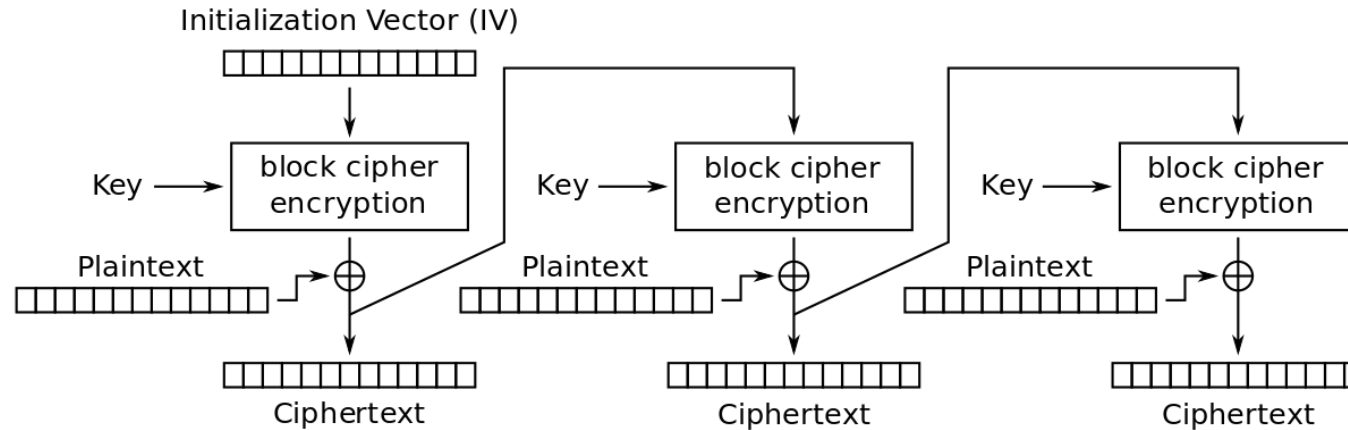 Initialization Vector (IV)
Key
block cipher
encryption
Key
block cipher
encryption
Key
block cipher
encryption
Plaintext
Plaintext
Plaintext
Ciphertext
Ciphertext
Ciphertext